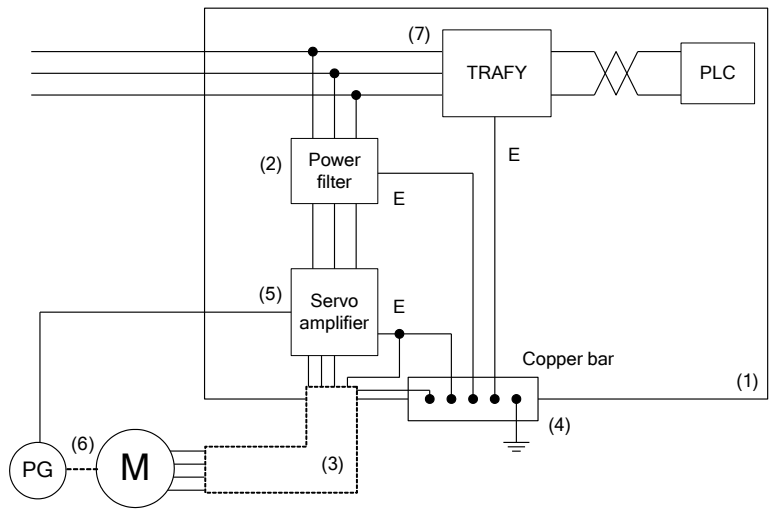 (7)
TRAFY
PLC
(2)
Power
filter
E
E
(5)
Servo
amplifier
E
Copper bar
(1)
(4)
(6)
PG
M
(3)